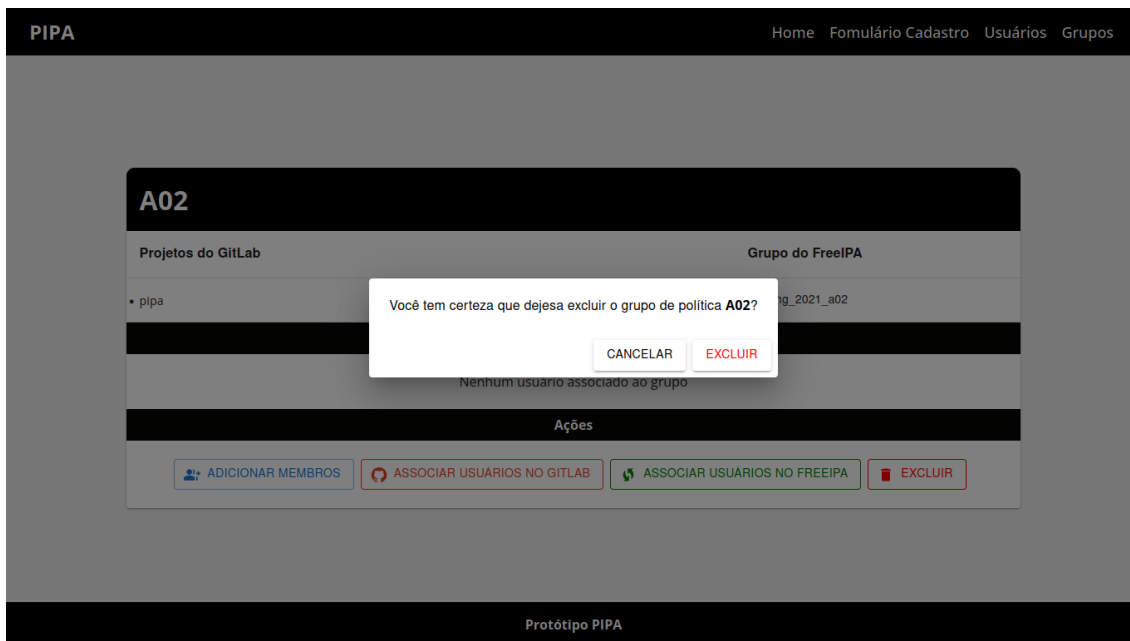 PIPA
Home Fomulário Cadastro Usuários Grupos
A02
Projetos do GitLab Grupo do FreeIPA
• pipa
Você tem certeza que dejesa excluir o grupo de política A02?
CANCELAR EXCLUIR
Nenhum usuário associado ao grupo
Ações
ADICIONAR MEMBROS ASSOCIAR USUÁRIOS NO GITLAB ASSOCIAR USUÁRIOS NO FREEIPA EXCLUIR
Protótipo PIPA